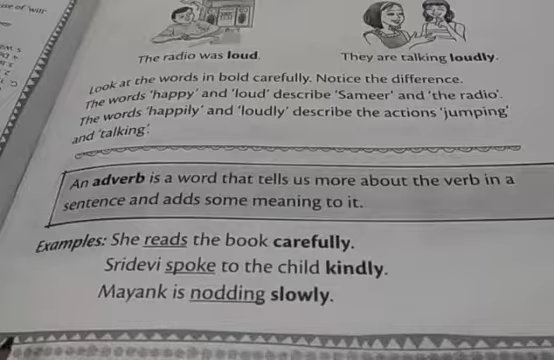 use of 'will'
The radio was loud.
They are talking loudly.
Look at the words in bold carefully. Notice the difference.
The words 'happy' and 'loud' describe 'Sameer' and 'the radio'.
The words 'happily' and 'loudly' describe the actions 'jumping'
and 'talking'.
An adverb is a word that tells us more about the verb in a
sentence and adds some meaning to it.
Examples: She reads the book carefully.
Sridevi spoke to the child kindly.
Mayank is nodding slowly.